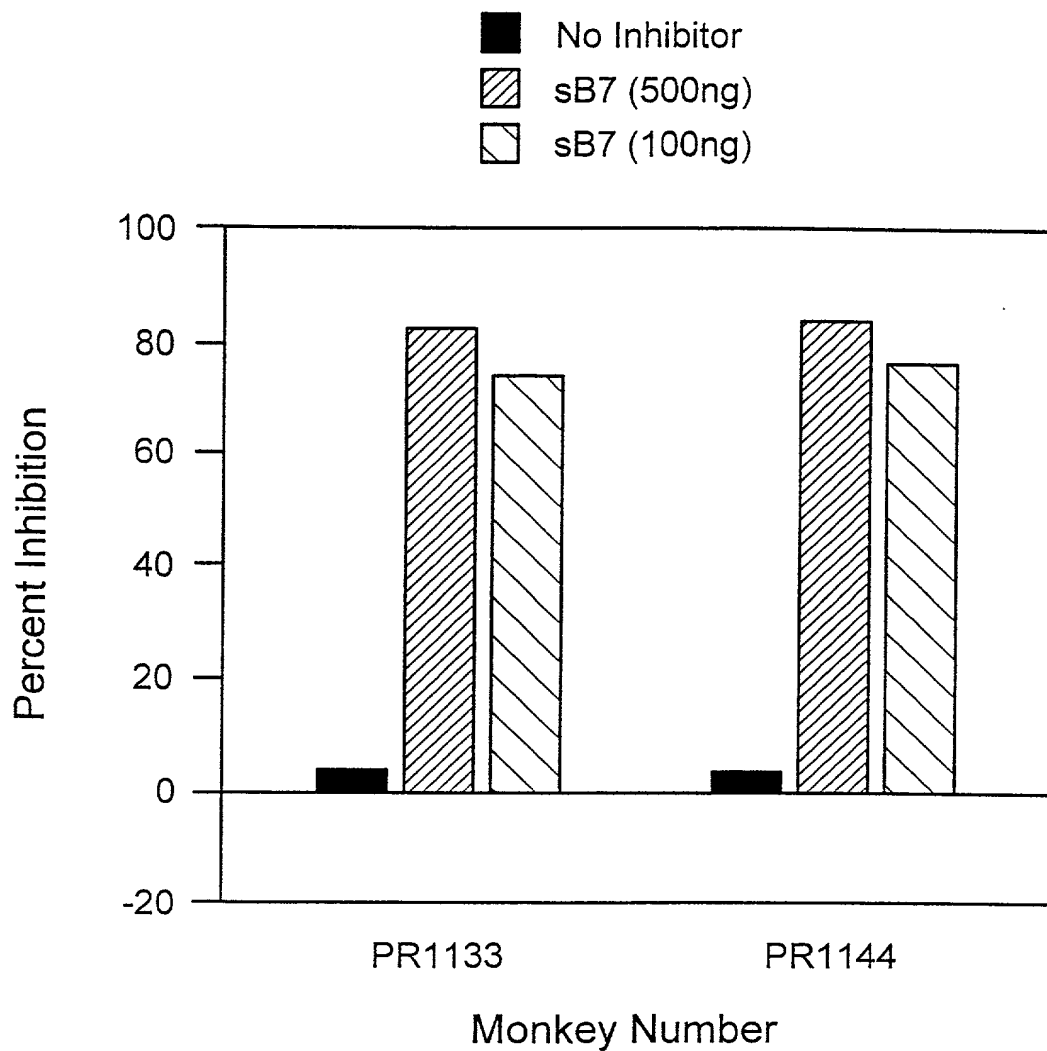 No Inhibitor
sB7 (500ng)
sB7 (100ng)
100
80
60
40
20
0
-20
Percent Inhibition
PR1133 PR1144
Monkey Number